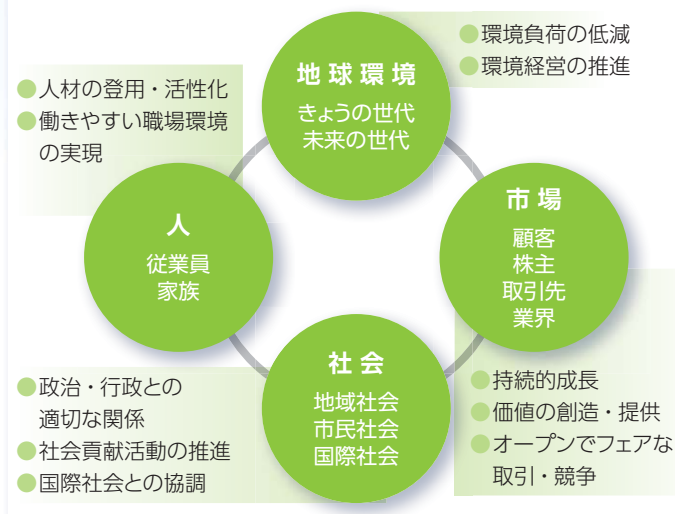 地球環境
きょうの世代
未来の世代
●環境負荷の低減
●環境経営の推進
●人材の登用・活性化
●働きやすい職場環境
の実現
人
従業員
家族
市場
顧客
株主
取引先
業界
社会
地域社会
市民社会
国際社会
●政治・行政との
適切な関係
●社会貢献活動の推進
●国際社会との協調
●持続的成長
●価値の創造・提供
●オープンでフェアな
取引・競争